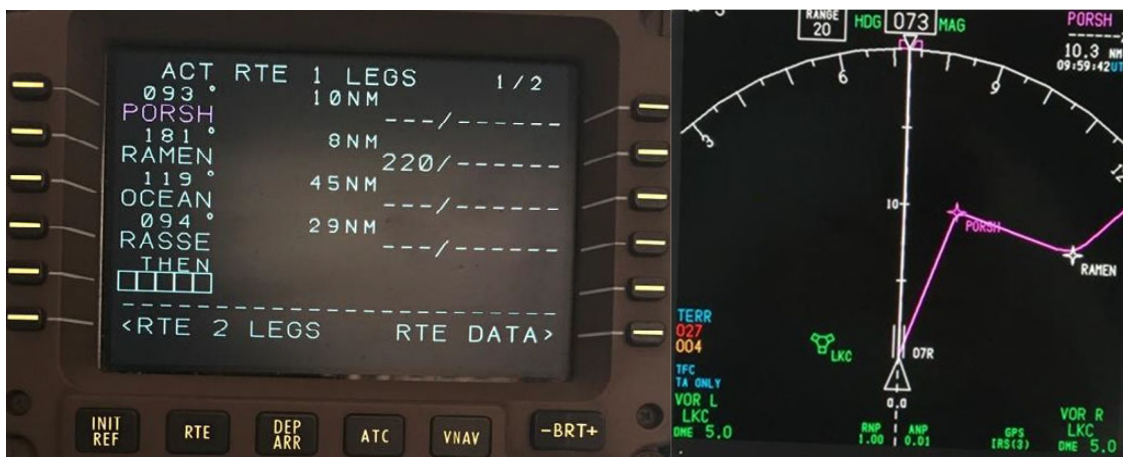 ACT RTE 1 LEGS 1/2
093° 10NM
PORSH ---/------
181° 8NM
RAMEN 220/------
119° 45NM
OCEAN ---/------
094° 29NM
RASSE ---/------
THEN
□□□□□
--------------------------------
<RTE 2 LEGS RTE DATA>
INIT REF
RTE
DEP ARR
ATC
VNAV
-BRT+
RANGE
20
HDG 073 MAG
PORSH
------Z
10.3 NM
09:59:42UT
3
6
9
12
10
PORSH
RAMEN
LKC
07R
0.0
TERR
027
004
TFC
TA ONLY
VOR L
LKC
DME 5.0
RNP
1.00
ANP
0.01
GPS
IRS(3)
VOR R
LKC
DME 5.0